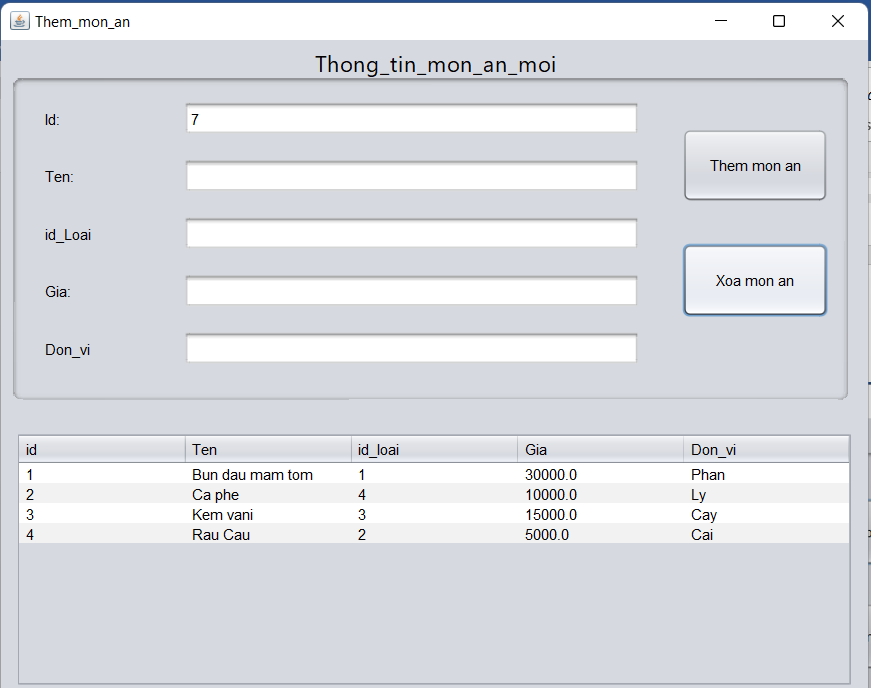 Them_mon_an
Thong_tin_mon_an_moi
Id: 7
Ten:
Them mon an
id_Loai
Xoa mon an
Gia:
Don_vi
id Ten id_loai Gia Don_vi
1 Bun dau mam tom 1 30000.0 Phan
2 Ca phe 4 10000.0 Ly
3 Kem vani 3 15000.0 Cay
4 Rau Cau 2 5000.0 Cai